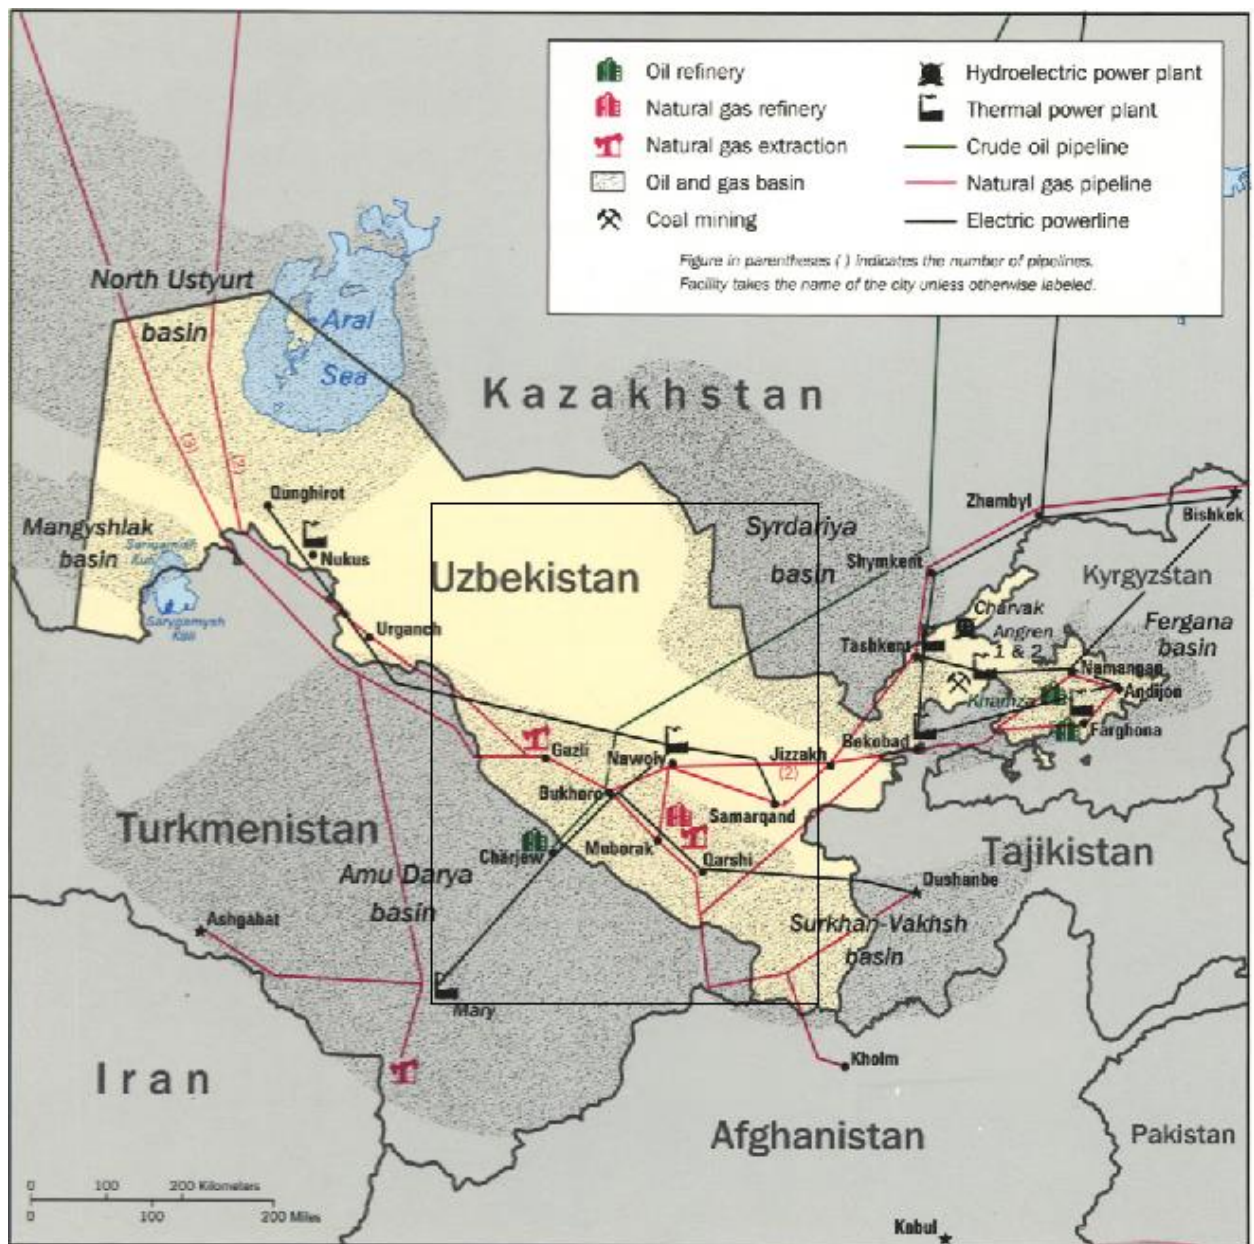 Oil refinery
Natural gas refinery
Natural gas extraction
Oil and gas basin
Coal mining
Hydroelectric power plant
Thermal power plant
Crude oil pipeline
Natural gas pipeline
Electric powerline
Figure in parentheses ( ) indicates the number of pipelines.
Facility takes the name of the city unless otherwise labeled.
North Ustyurt
basin
Aral
Sea
Kazakhstan
(3)
(2)
Qunghirot
Zhambyl
Bishkek
Mangyshlak
basin
Nukus
Syrdariya
basin
Shymkent
Uzbekistan
Kyrgyzstan
Sarygamysh
Köli
Charvak
Angren
1 & 2
Fergana
basin
Urganch
Tashkent
Namangan
Andijon
Khamza
Farghona
Gazli
Nawoiy
Jizzakh
Bekobad
(2)
Bukhoro
Samarqand
Turkmenistan
Chärjew
Muborak
Qarshi
Tajikistan
Amu Darya
basin
Dushanbe
Ashgabat
Surkhan-Vakhsh
basin
Mary
Kholm
Iran
Afghanistan
Pakistan
0 100 200 Kilometers
0 100 200 Miles
Kabul